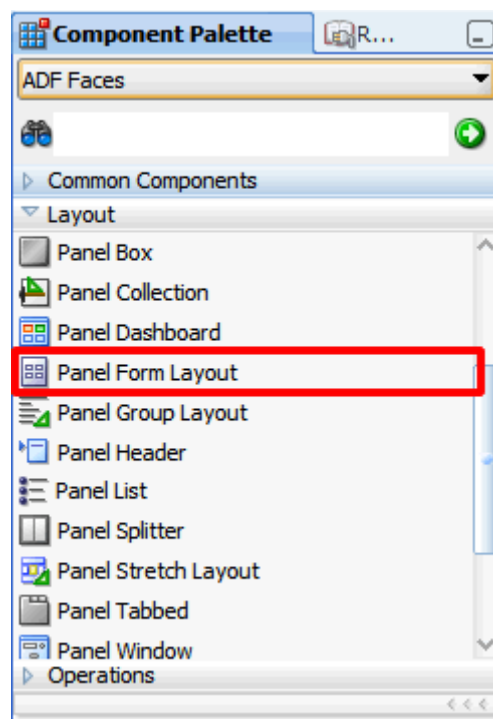 Component Palette R...
ADF Faces
Common Components
Layout
Panel Box
Panel Collection
Panel Dashboard
Panel Form Layout
Panel Group Layout
Panel Header
Panel List
Panel Splitter
Panel Stretch Layout
Panel Tabbed
Panel Window
Operations